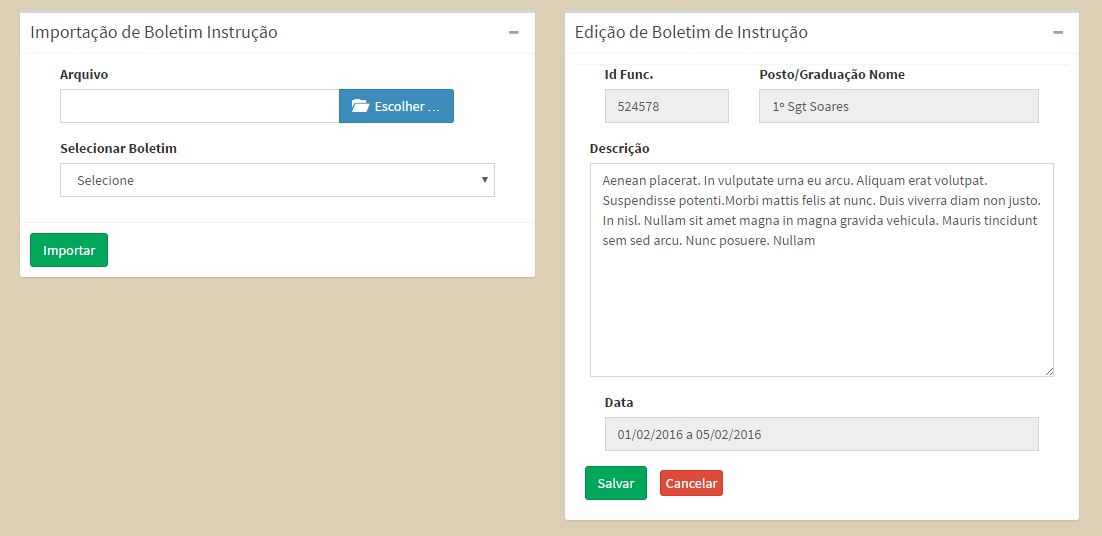 Importação de Boletim Instrução
Arquivo
Escolher ...
Selecionar Boletim
Selecione
Importar
Edição de Boletim de Instrução
Id Func.
Posto/Graduação Nome
524578
1º Sgt Soares
Descrição
Aenean placerat. In vulputate urna eu arcu. Aliquam erat volutpat.
Suspendisse potenti.Morbi mattis felis at nunc. Duis viverra diam non justo.
In nisl. Nullam sit amet magna in magna gravida vehicula. Mauris tincidunt
sem sed arcu. Nunc posuere. Nullam
Data
01/02/2016 a 05/02/2016
Salvar
Cancelar